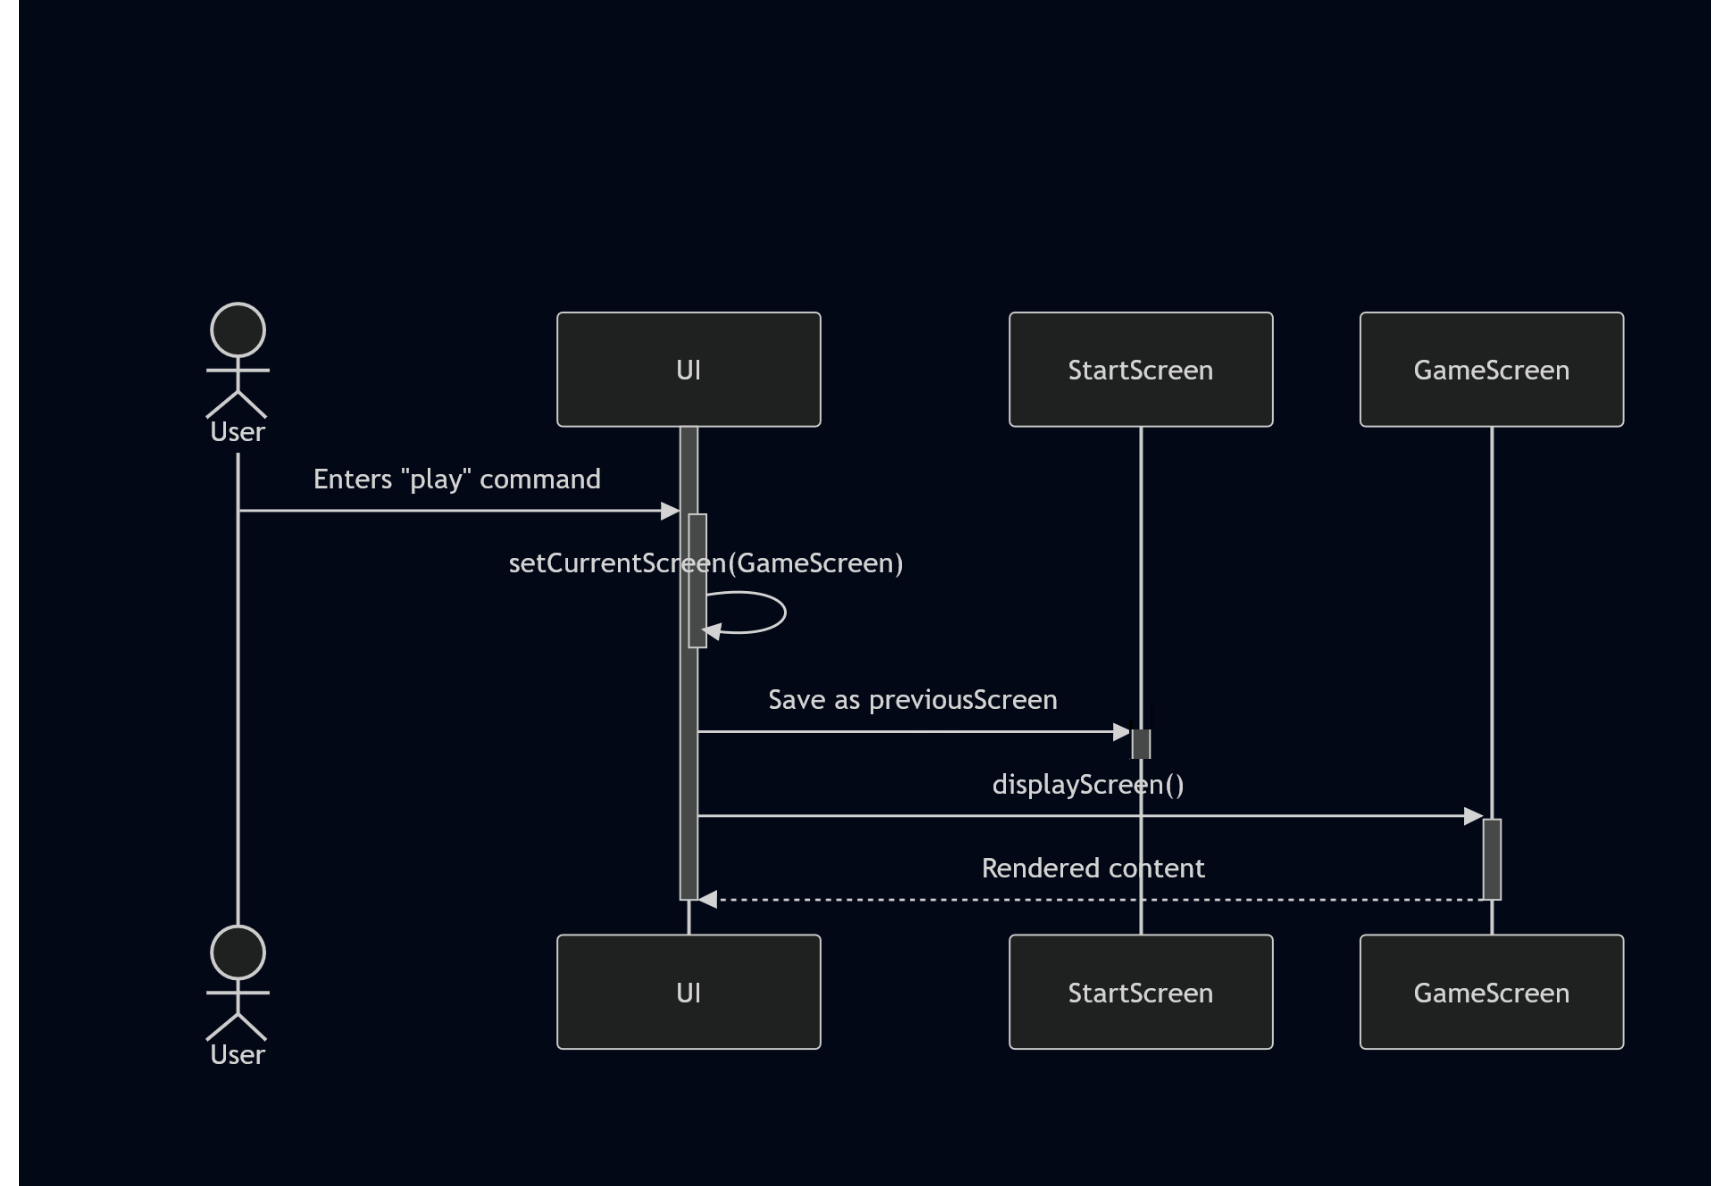 UI
StartScreen
GameScreen
User
Enters "play" command
setCurrentScreen(GameScreen)
Save as previousScreen
displayScreen()
Rendered content
UI
StartScreen
GameScreen
User